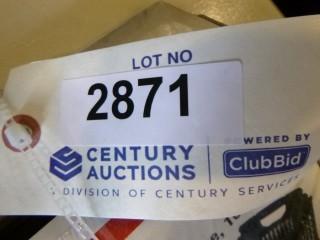 LOT NO
2871
CENTURY AUCTIONS
POWERED BY
ClubBid
A DIVISION OF CENTURY SERVICES